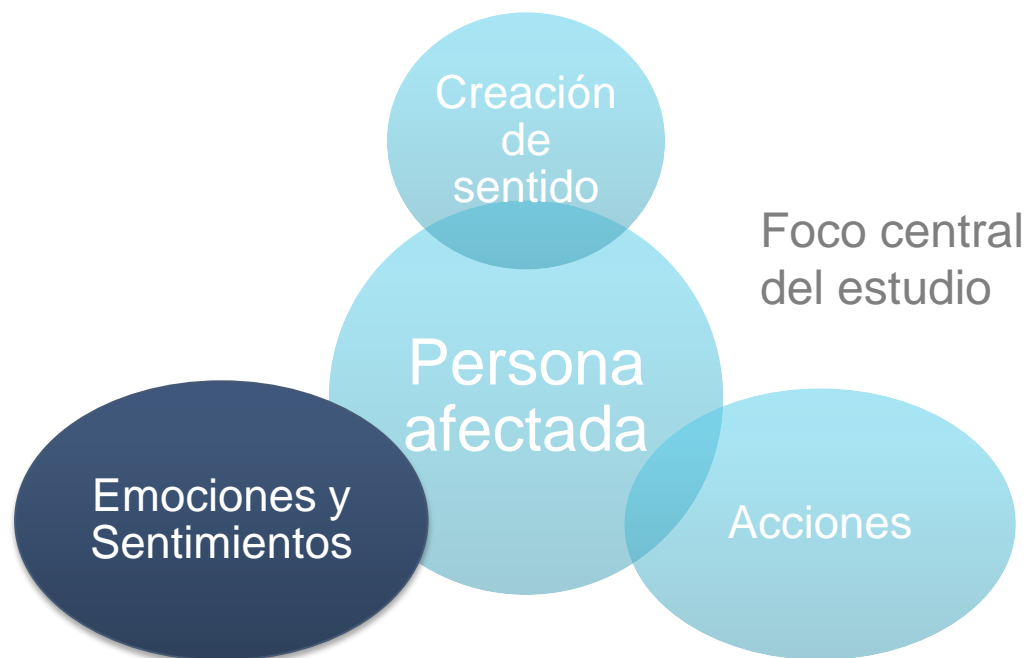 Creación
de
sentido
Foco central
del estudio
Persona
afectada
Emociones y
Sentimientos
Acciones